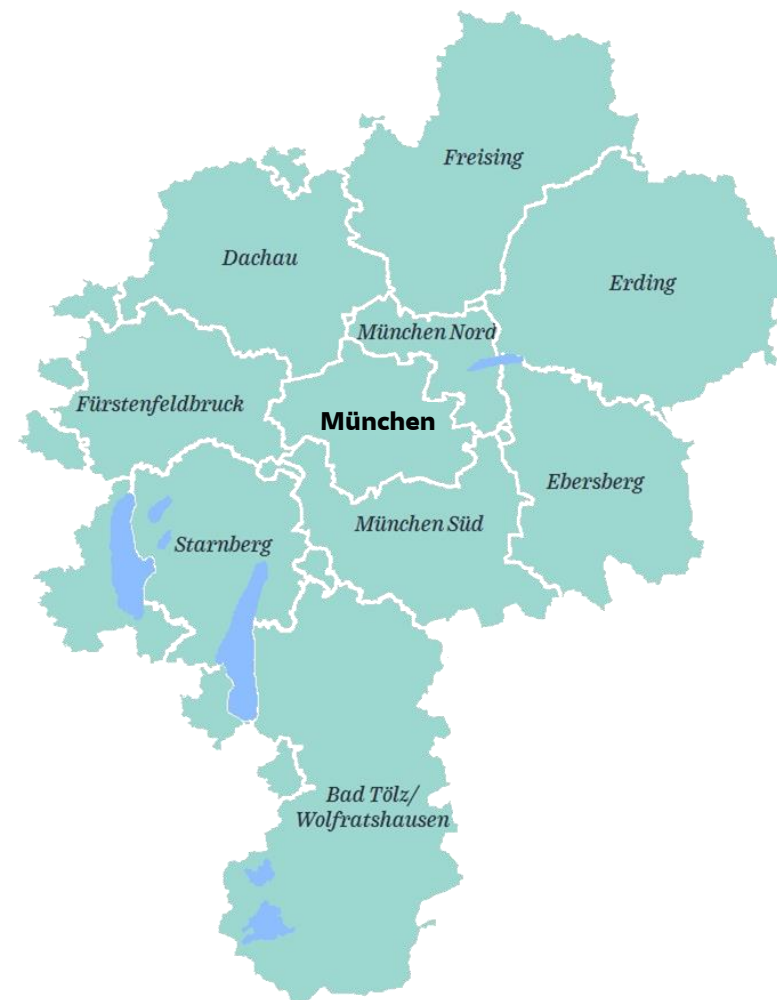 Freising
Dachau
Erding
München Nord
Fürstenfeldbruck
München
Ebersberg
München Süd
Starnberg
Bad Tölz/
Wolfratshausen